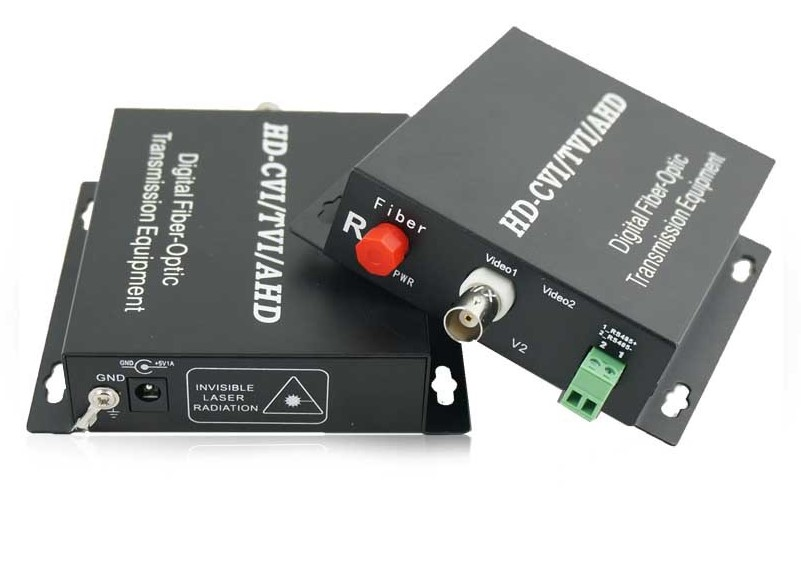 HD-CVI/TVI/AHD
Digital Fiber-Optic
Transmission Equipment
GND
+5V1A
GND
INVISIBLE
LASER
RADIATION
HD-CVI/TVI/AHD
Digital Fiber-Optic
Transmission Equipment
Fiber
R
PWR
Video1
Video2
V2
1_RS485+
2_RS485-
2 1